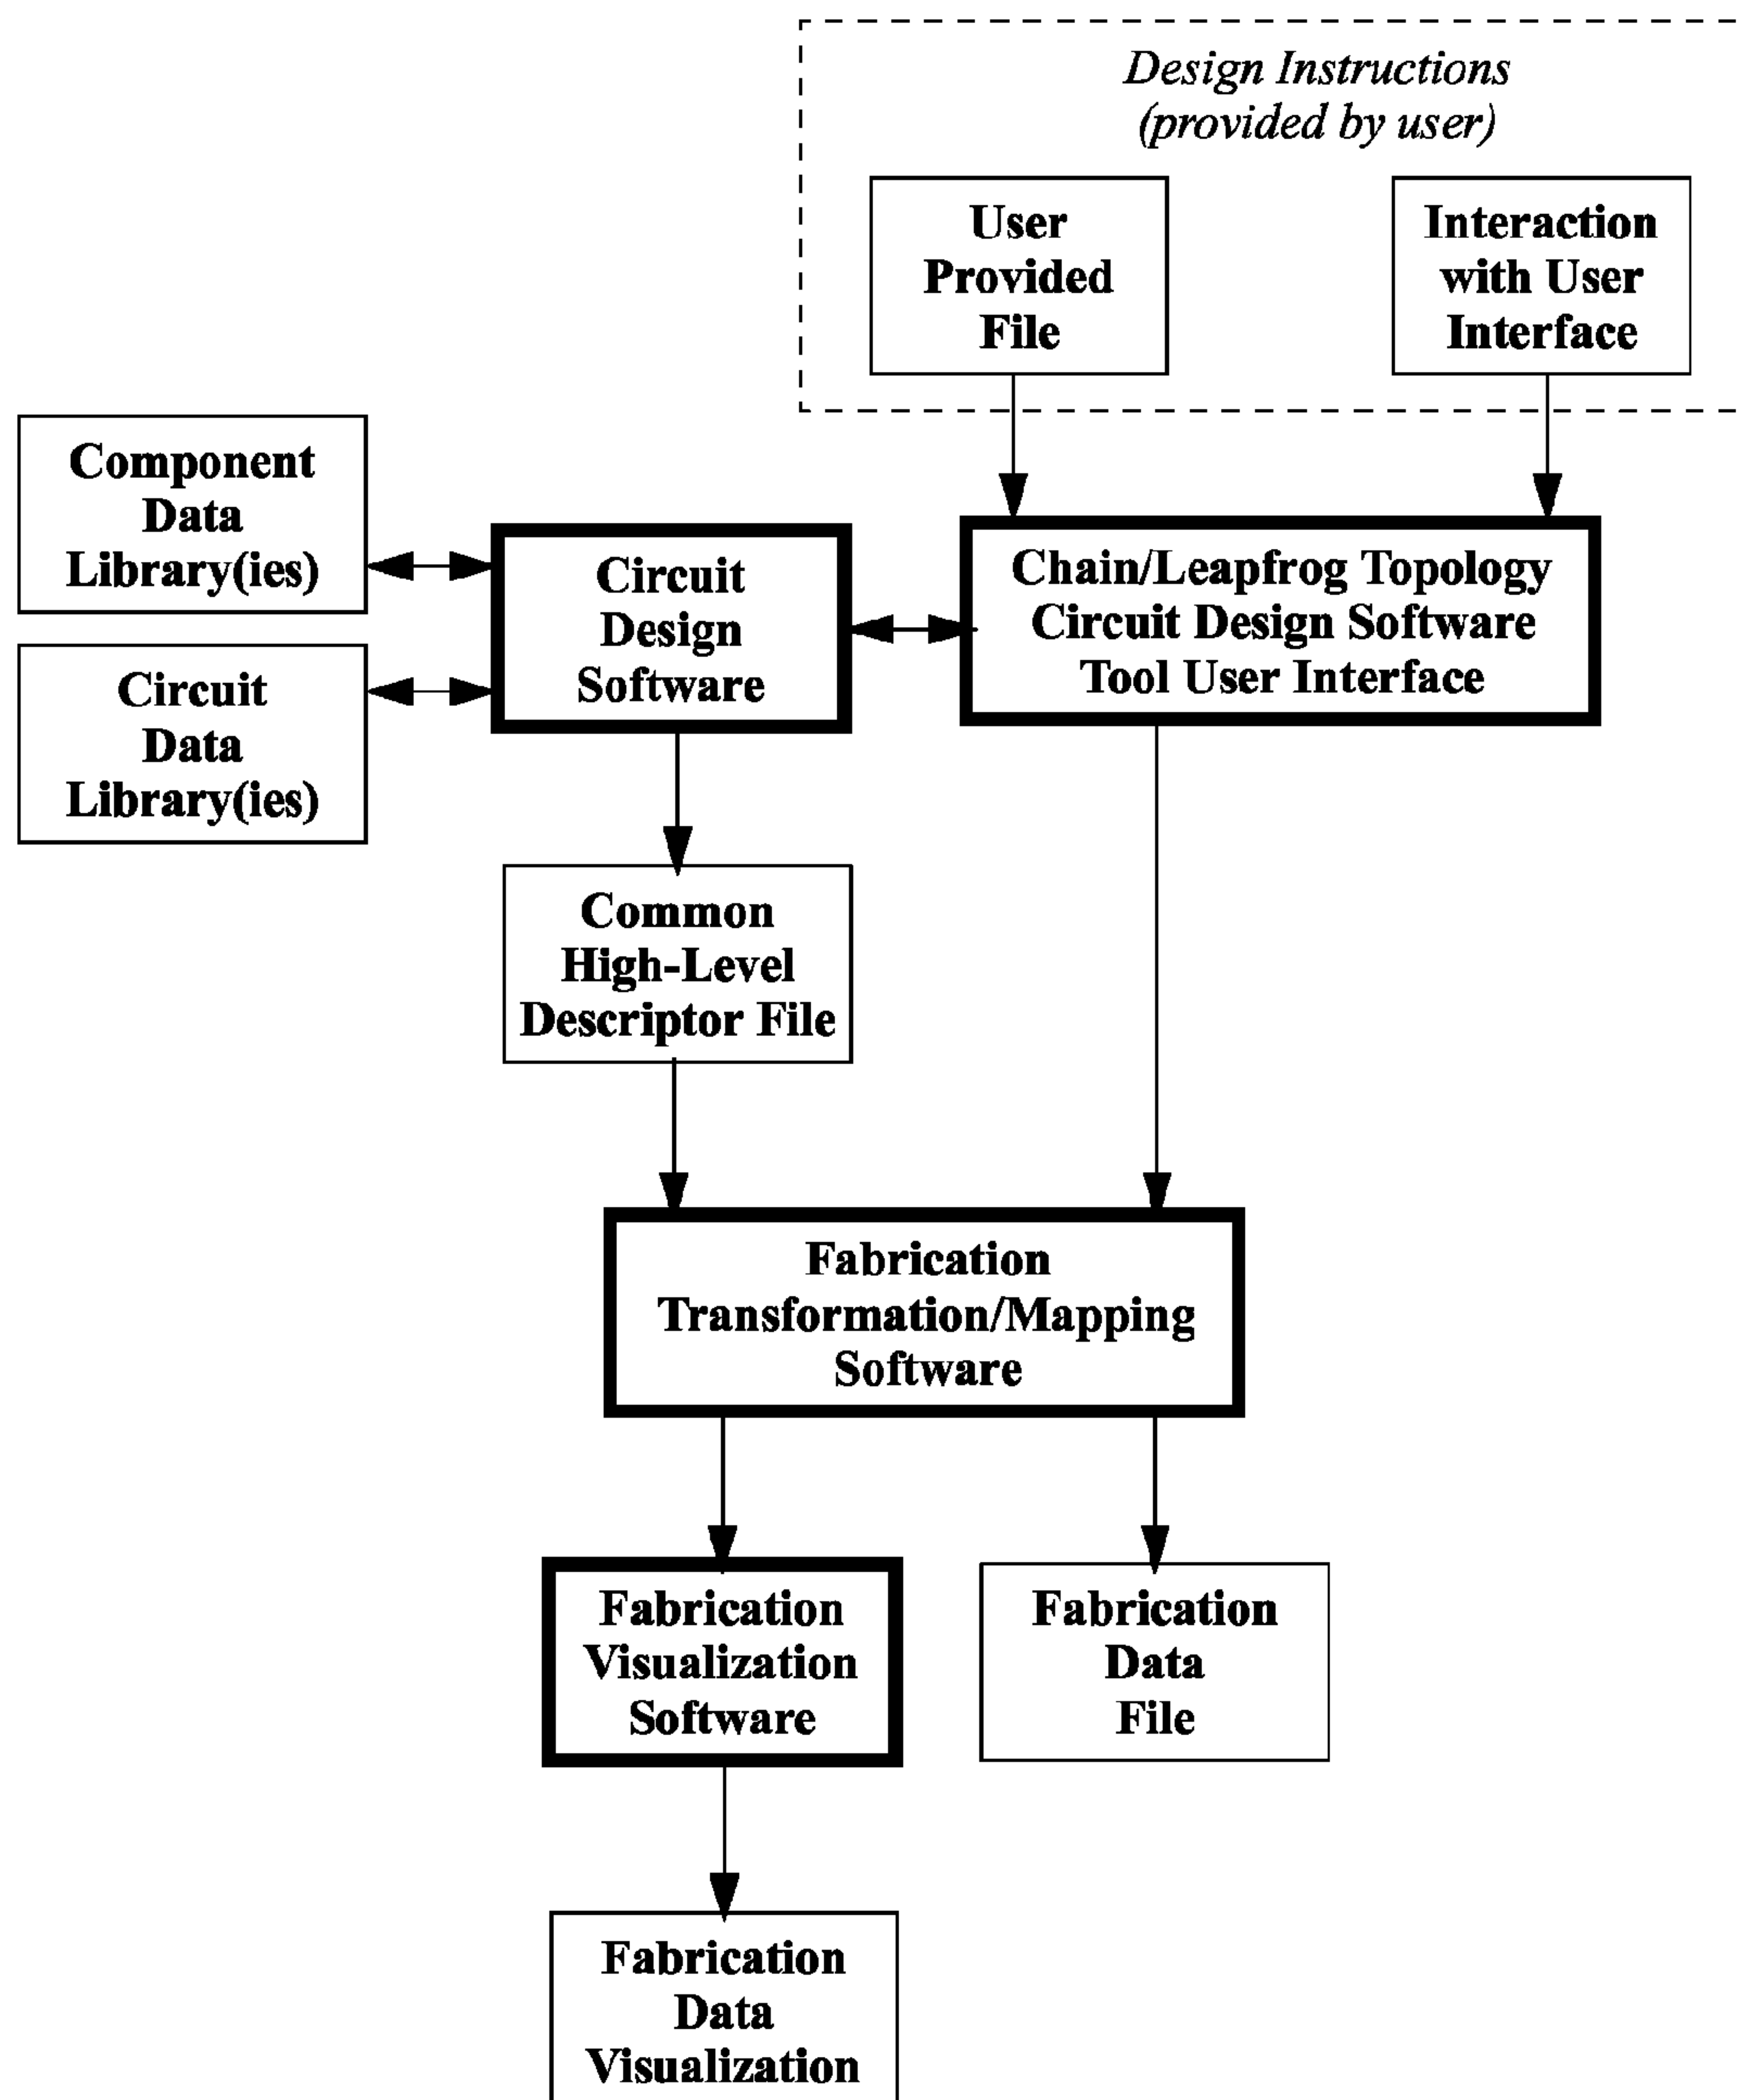 Design Instructions
(provided by user)
User
Provided
File
Interaction
with User
Interface
Component
Data
Library(ies)
Circuit
Data
Library(ies)
Circuit
Design
Software
Chain/Leapfrog Topology
Circuit Design Software
Tool User Interface
Common
High-Level
Descriptor File
Fabrication
Transformation/Mapping
Software
Fabrication
Visualization
Software
Fabrication
Data
File
Fabrication
Data
Visualization